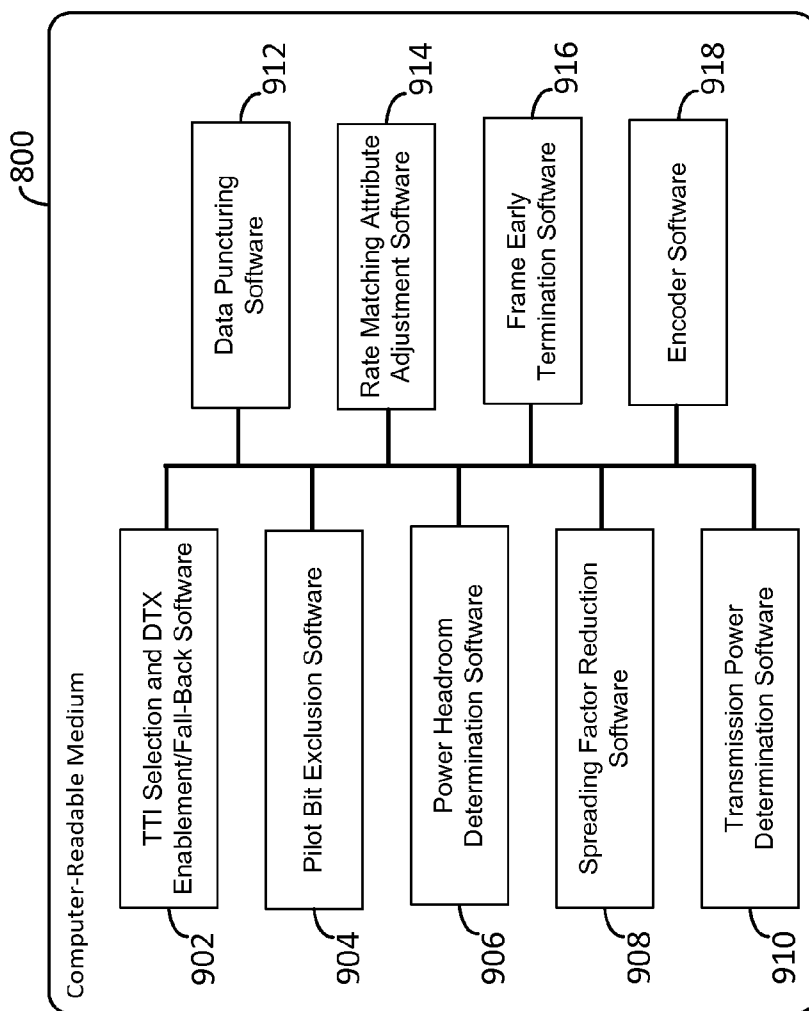 800
Computer-Readable Medium
902
TTI Selection and DTX
Enablement/Fall-Back Software
904
Pilot Bit Exclusion Software
906
Power Headroom
Determination Software
908
Spreading Factor Reduction
Software
910
Transmission Power
Determination Software
912
Data Puncturing
Software
914
Rate Matching Attribute
Adjustment Software
916
Frame Early
Termination Software
918
Encoder Software